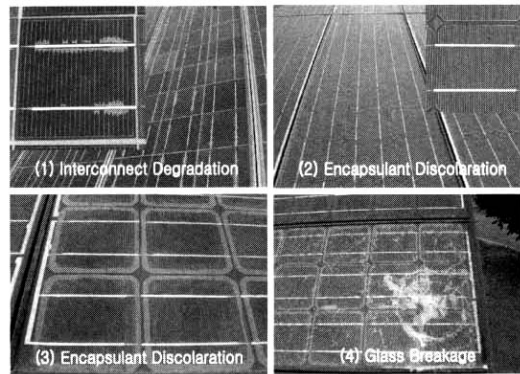 (1) Interconnect Degradation
(2) Encapsulant Discolaration
(3) Encapsulant Discolaration
(4) Glass Breakage